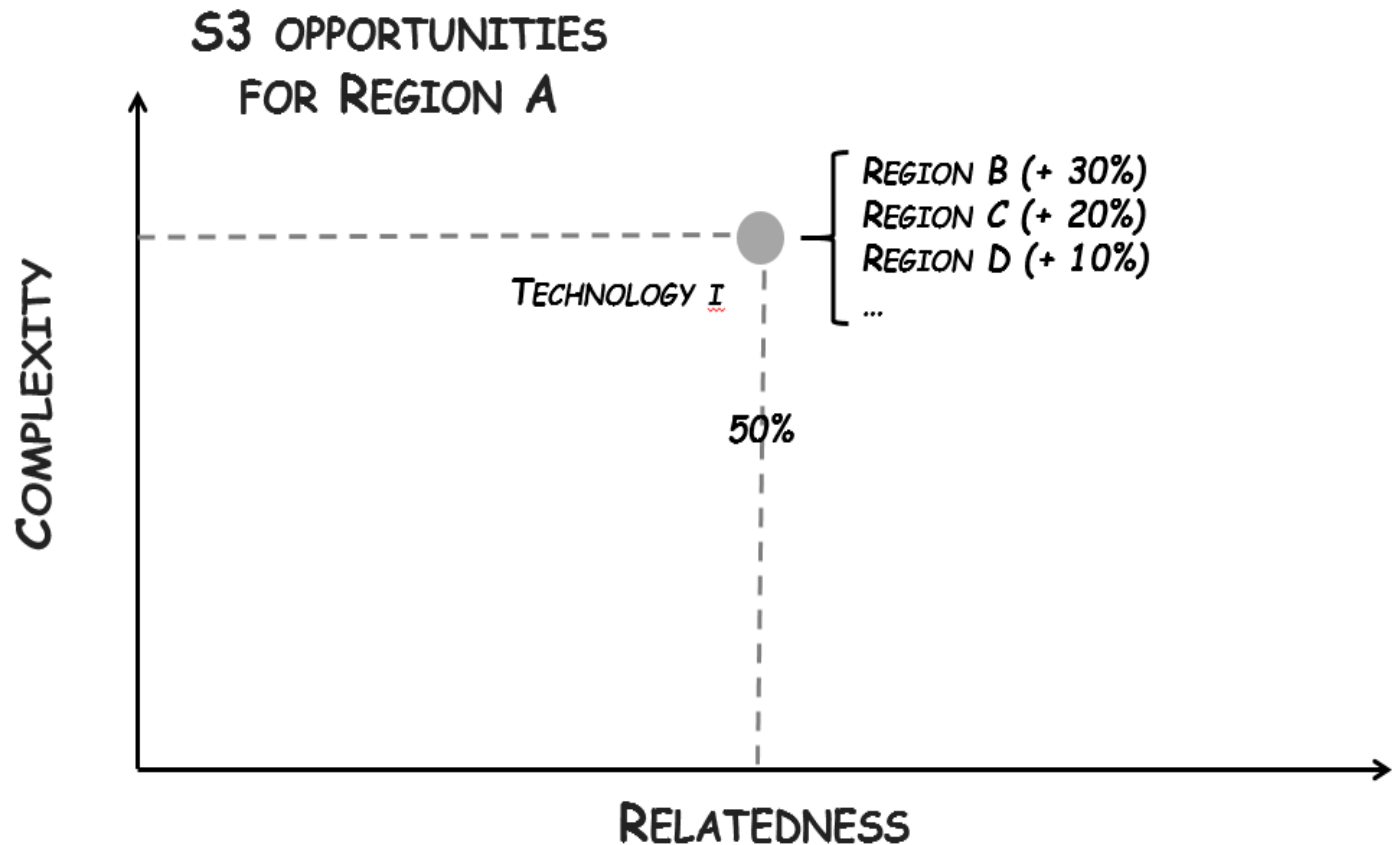 S3 OPPORTUNITIES
FOR REGION A
REGION B (+ 30%)
REGION C (+ 20%)
REGION D (+ 10%)
...
TECHNOLOGY I
50%
COMPLEXITY
RELATEDNESS